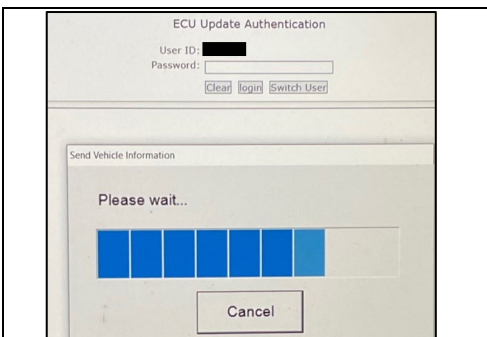 ECU Update Authentication
User ID:
Password:
Clear login Switch User
Send Vehicle Information
Please wait...
Cancel